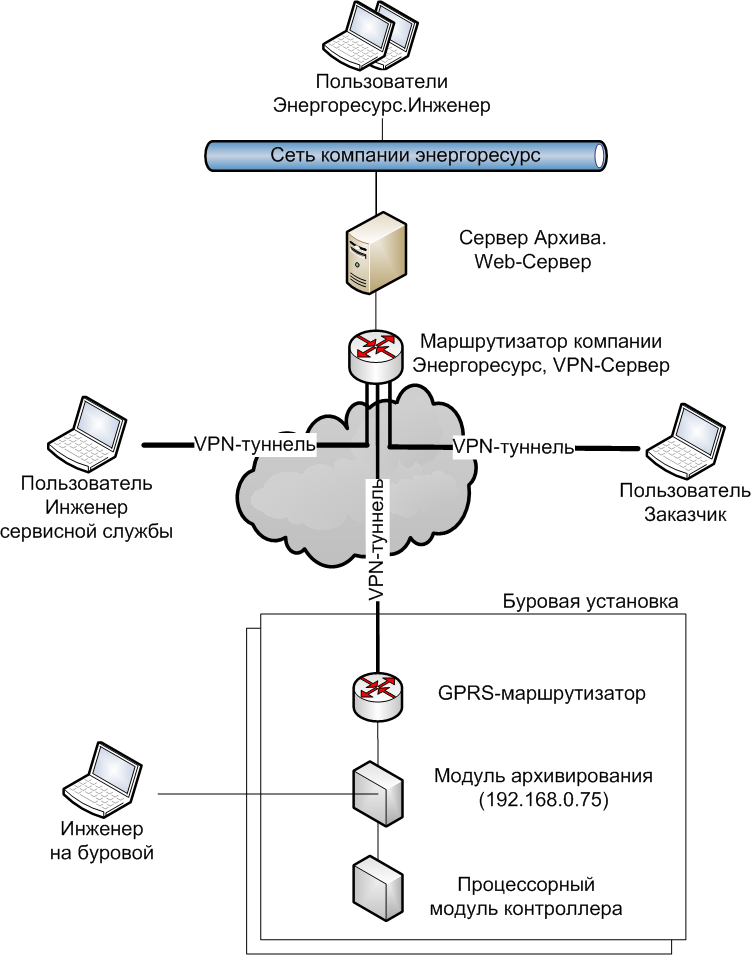 Пользователи
Энергоресурс.Инженер
Сеть компании энергоресурс
Сервер Архива.
Web-Сервер
Маршрутизатор компании
Энергоресурс, VPN-Сервер
VPN-туннель
VPN-туннель
Пользователь
Инженер
сервисной службы
Пользователь
Заказчик
VPN-туннель
Буровая установка
GPRS-маршрутизатор
Модуль архивирования
(192.168.0.75)
Инженер
на буровой
Процессорный
модуль контроллера